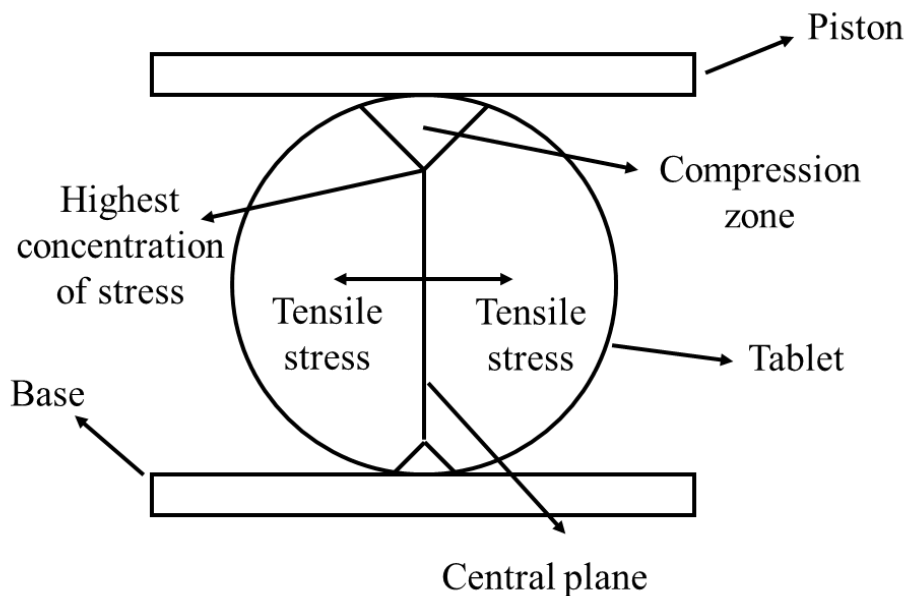 Piston
Compression
zone
Highest
concentration
of stress
Tensile
stress
Tensile
stress
Tablet
Base
Central plane